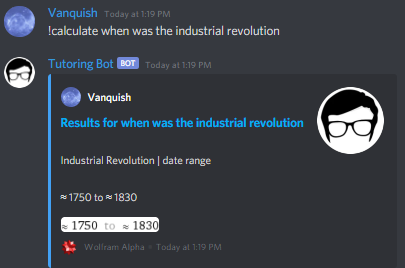 Vanquish Today at 1:19 PM
!calculate when was the industrial revolution
Tutoring Bot BOT Today at 1:19 PM
Vanquish
Results for when was the industrial revolution
Industrial Revolution | date range
≈ 1750 to ≈ 1830
≈ 1750 to ≈ 1830
Wolfram Alpha • Today at 1:19 PM